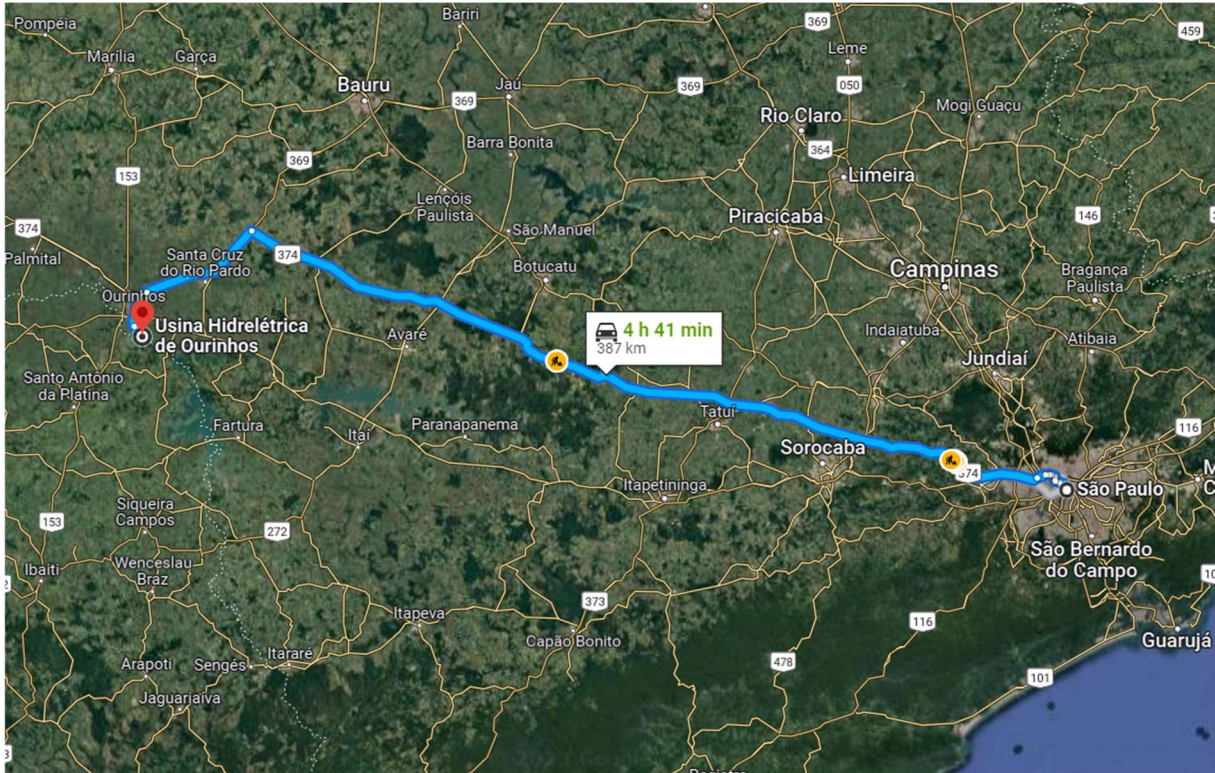 Pompéia
Bariri
369
459
Marilia
Garça
Leme
Bauru
Jaú
369
369
050
Mogi Guaçu
Rio Claro
Barra Bonita
364
369
153
Limeira
Lençóis
Paulista
Piracicaba
146
374
São Manuel
Palmital
Santa Cruz
do Rio Pardo
374
Botucatu
Campinas
Bragança
Paulista
Ourinhos
Usina Hidrelétrica
de Ourinhos
Avaré
4 h 41 min
387 km
Indaiatuba
Atibaia
Jundiaí
Santo Antônio
da Platina
Fartura
Itaí
Paranapanema
Tatuí
Sorocaba
116
374
Itapetininga
São Paulo
M
C
Siqueira
Campos
153
272
São Bernardo
do Campo
Ibaiti
Wenceslau
Braz
10
373
Itapeva
116
Capão Bonito
Guarujá
Arapoti
Sengés
Itararé
478
101
Jaguariaíva